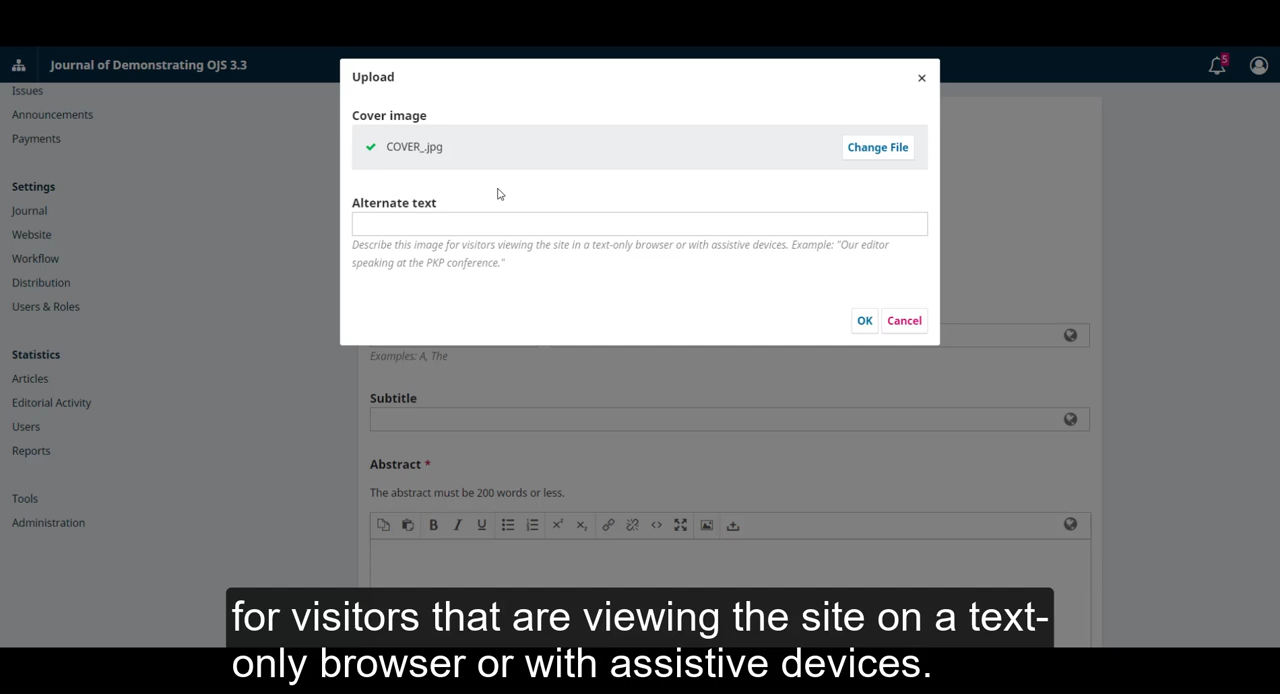 Journal of Demonstrating OJS 3.3
5
Issues
Announcements
Payments
Settings
Journal
Website
Workflow
Distribution
Users & Roles
Statistics
Articles
Editorial Activity
Users
Reports
Tools
Administration
Upload
×
Cover image
COVER_.jpg
Change File
Alternate text
Describe this image for visitors viewing the site in a text-only browser or with assistive devices. Example: "Our editor
speaking at the PKP conference."
OK
Cancel
Examples: A, The
Subtitle
Abstract *
The abstract must be 200 words or less.
B I U x² x₂
for visitors that are viewing the site on a text-
only browser or with assistive devices.